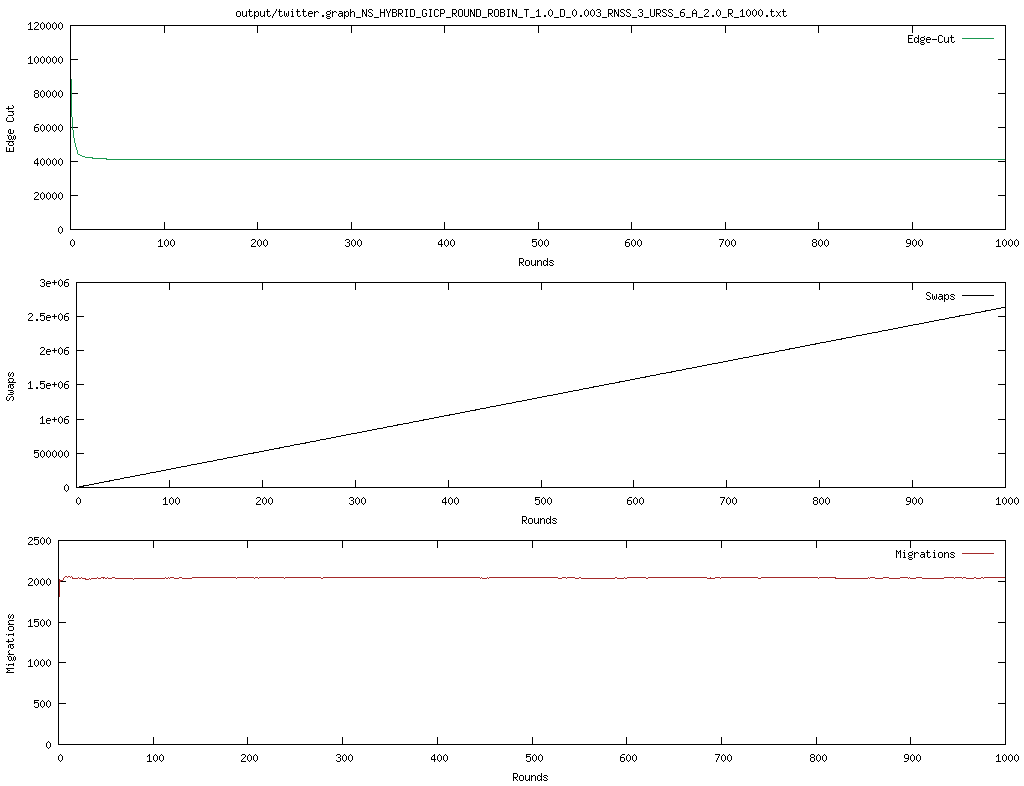 output/twitter.graph_NS_HYBRID_GICP_ROUND_ROBIN_T_1.0_D_0.003_RNSS_3_URSS_6_A_2.0_R_1000.txt
120000
100000
80000
60000
40000
20000
0
Edge Cut
Edge-Cut
0 100 200 300 400 500 600 700 800 900 1000
Rounds
3e+06
2.5e+06
2e+06
1.5e+06
1e+06
500000
0
Swaps
Swaps
0 100 200 300 400 500 600 700 800 900 1000
Rounds
2500
2000
1500
1000
500
0
Migrations
Migrations
0 100 200 300 400 500 600 700 800 900 1000
Rounds